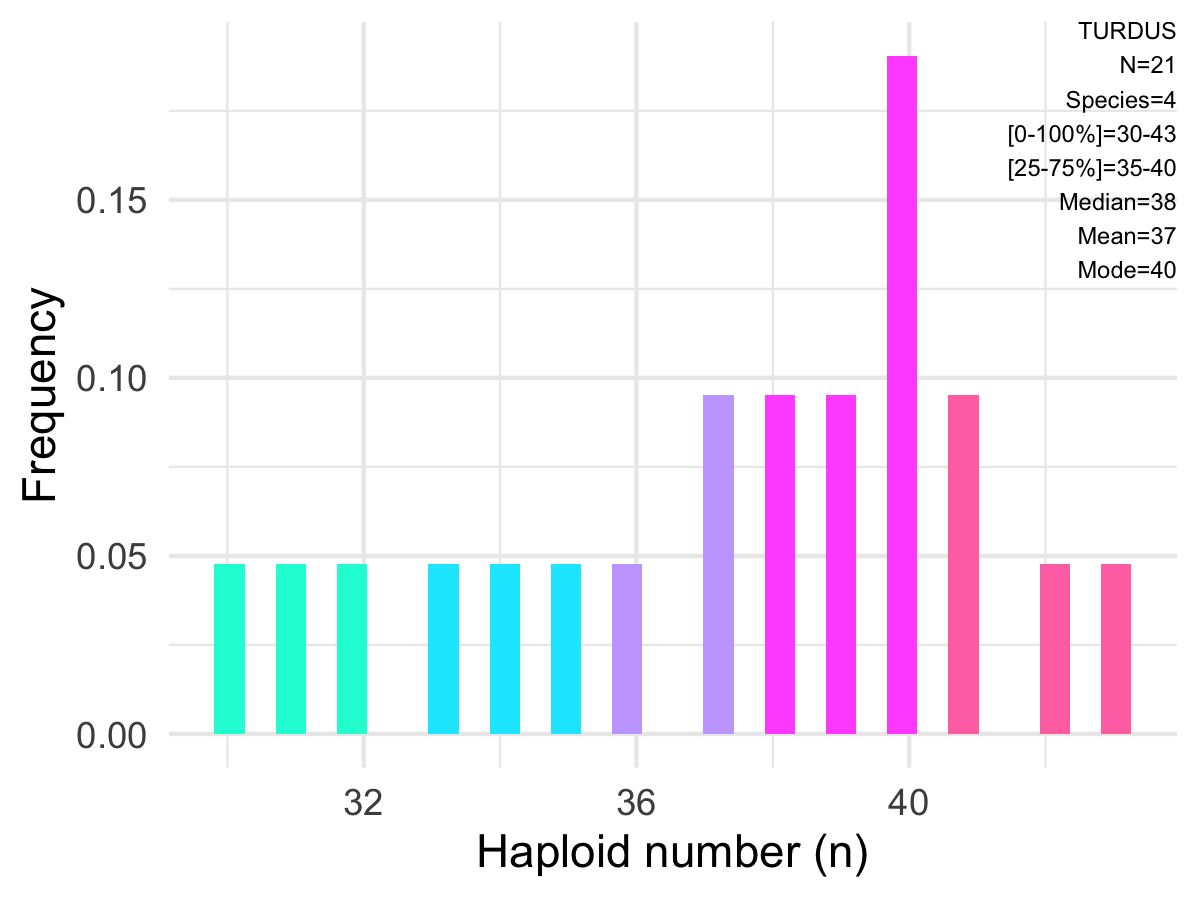 TURDUS
N=21
Species=4
[0-100%]=30-43
[25-75%]=35-40
Median=38
Mean=37
Mode=40
Frequency
0.15
0.10
0.05
0.00
32 36 40
Haploid number (n)